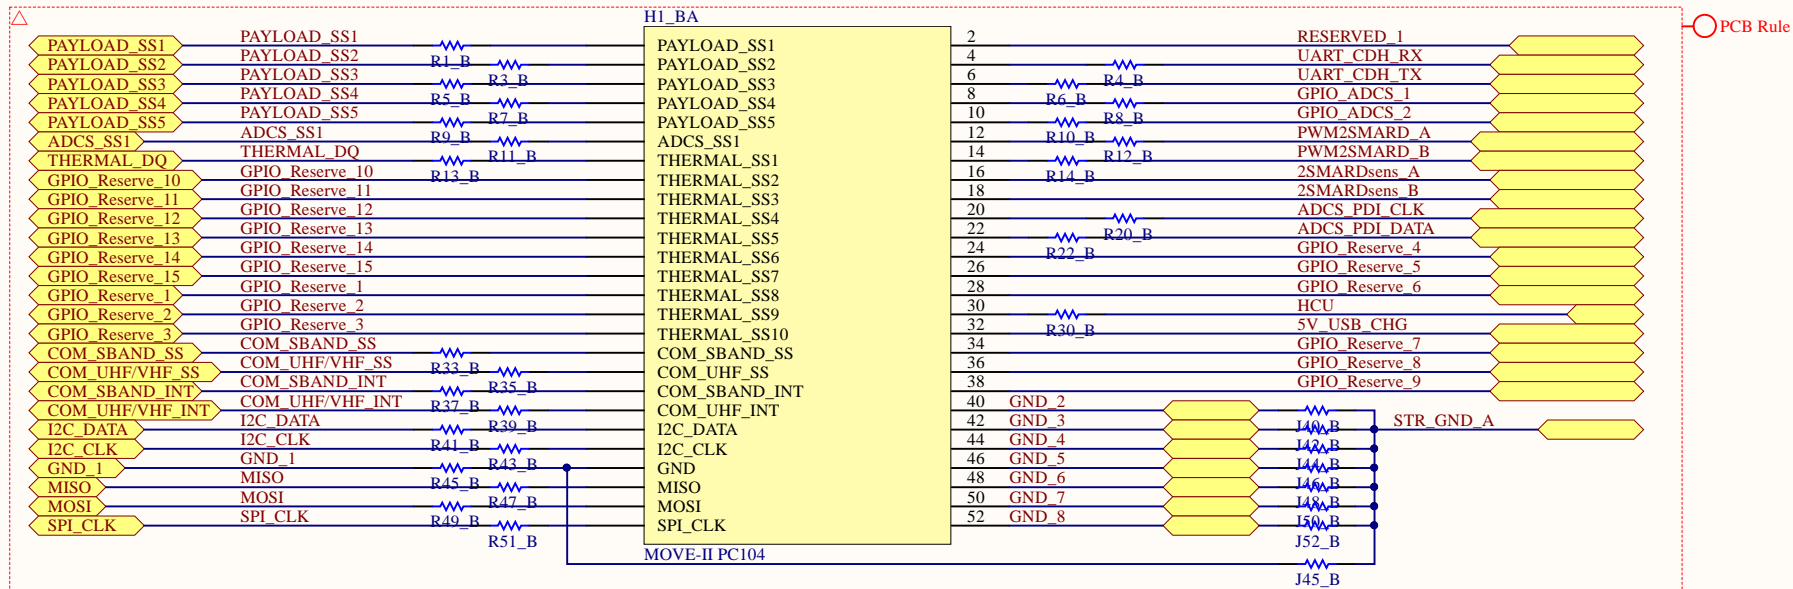 H1_BA
PCB Rule
PAYLOAD_SS1 PAYLOAD_SS1 R1_B PAYLOAD_SS1 2 RESERVED_1
PAYLOAD_SS2 PAYLOAD_SS2 R3_B PAYLOAD_SS2 4 R4_B UART_CDH_RX
PAYLOAD_SS3 PAYLOAD_SS3 R5_B PAYLOAD_SS3 6 R6_B UART_CDH_TX
PAYLOAD_SS4 PAYLOAD_SS4 R7_B PAYLOAD_SS4 8 R8_B GPIO_ADCS_1
PAYLOAD_SS5 PAYLOAD_SS5 R9_B PAYLOAD_SS5 10 R10_B GPIO_ADCS_2
ADCS_SS1 ADCS_SS1 R11_B ADCS_SS1 12 R12_B PWM2SMARD_A
THERMAL_DQ THERMAL_DQ R13_B THERMAL_SS1 14 R14_B PWM2SMARD_B
GPIO_Reserve_10 GPIO_Reserve_10 THERMAL_SS2 16 2SMARDsens_A
GPIO_Reserve_11 GPIO_Reserve_11 THERMAL_SS3 18 2SMARDsens_B
GPIO_Reserve_12 GPIO_Reserve_12 THERMAL_SS4 20 R20_B ADCS_PDI_CLK
GPIO_Reserve_13 GPIO_Reserve_13 THERMAL_SS5 22 R22_B ADCS_PDI_DATA
GPIO_Reserve_14 GPIO_Reserve_14 THERMAL_SS6 24 GPIO_Reserve_4
GPIO_Reserve_15 GPIO_Reserve_15 THERMAL_SS7 26 GPIO_Reserve_5
GPIO_Reserve_1 GPIO_Reserve_1 THERMAL_SS8 28 GPIO_Reserve_6
GPIO_Reserve_2 GPIO_Reserve_2 THERMAL_SS9 30 R30_B HCU
GPIO_Reserve_3 GPIO_Reserve_3 THERMAL_SS10 32 5V_USB_CHG
COM_SBAND_SS COM_SBAND_SS R33_B COM_SBAND_SS 34 GPIO_Reserve_7
COM_UHF/VHF_SS COM_UHF/VHF_SS R35_B COM_UHF_SS 36 GPIO_Reserve_8
COM_SBAND_INT COM_SBAND_INT R37_B COM_SBAND_INT 38 GPIO_Reserve_9
COM_UHF/VHF_INT COM_UHF/VHF_INT R39_B COM_UHF_INT 40 GND_2 J40_B
I2C_DATA I2C_DATA R41_B I2C_DATA 42 GND_3 J42_B STR_GND_A
I2C_CLK I2C_CLK R43_B I2C_CLK 44 GND_4 J44_B
GND_1 GND_1 R45_B GND 46 GND_5 J46_B
MISO MISO R47_B MISO 48 GND_6 J48_B
MOSI MOSI R49_B MOSI 50 GND_7 J50_B
SPI_CLK SPI_CLK R51_B SPI_CLK 52 GND_8 J52_B
MOVE-II PC104
J45_B